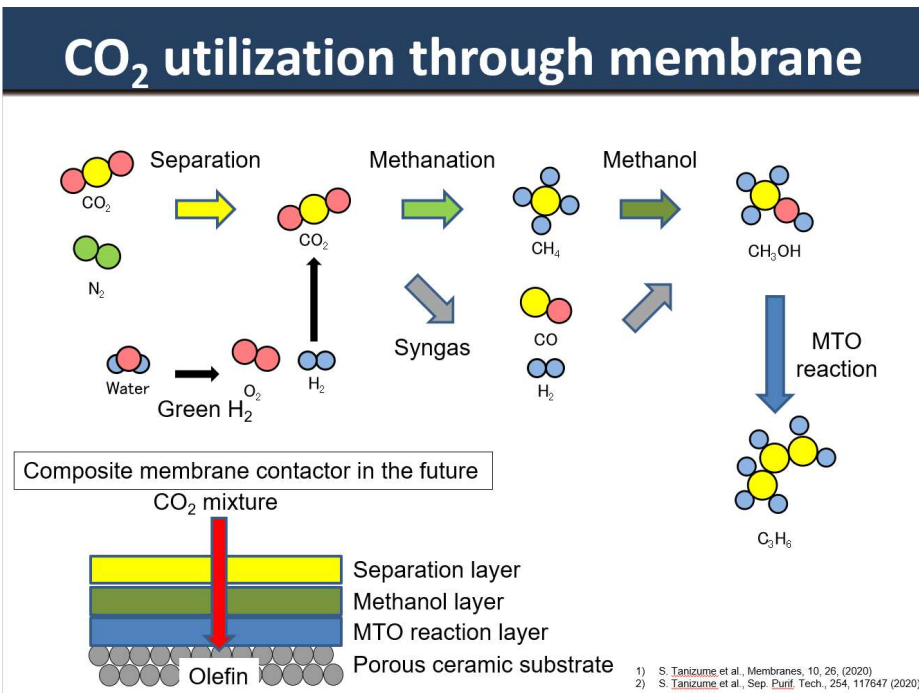 CO₂ utilization through membrane
Separation
Methanation
Methanol
CO₂
N₂
CO₂
CH₄
CH₃OH
Syngas
CO
H₂
Water
O₂
H₂
Green H₂
MTO
reaction
C₃H₆
Composite membrane contactor in the future
CO₂ mixture
Separation layer
Methanol layer
MTO reaction layer
Porous ceramic substrate
Olefin
1) S. Tanizume et al., Membranes, 10, 26, (2020)
2) S. Tanizume et al., Sep. Purif. Tech., 254, 117647 (2020)